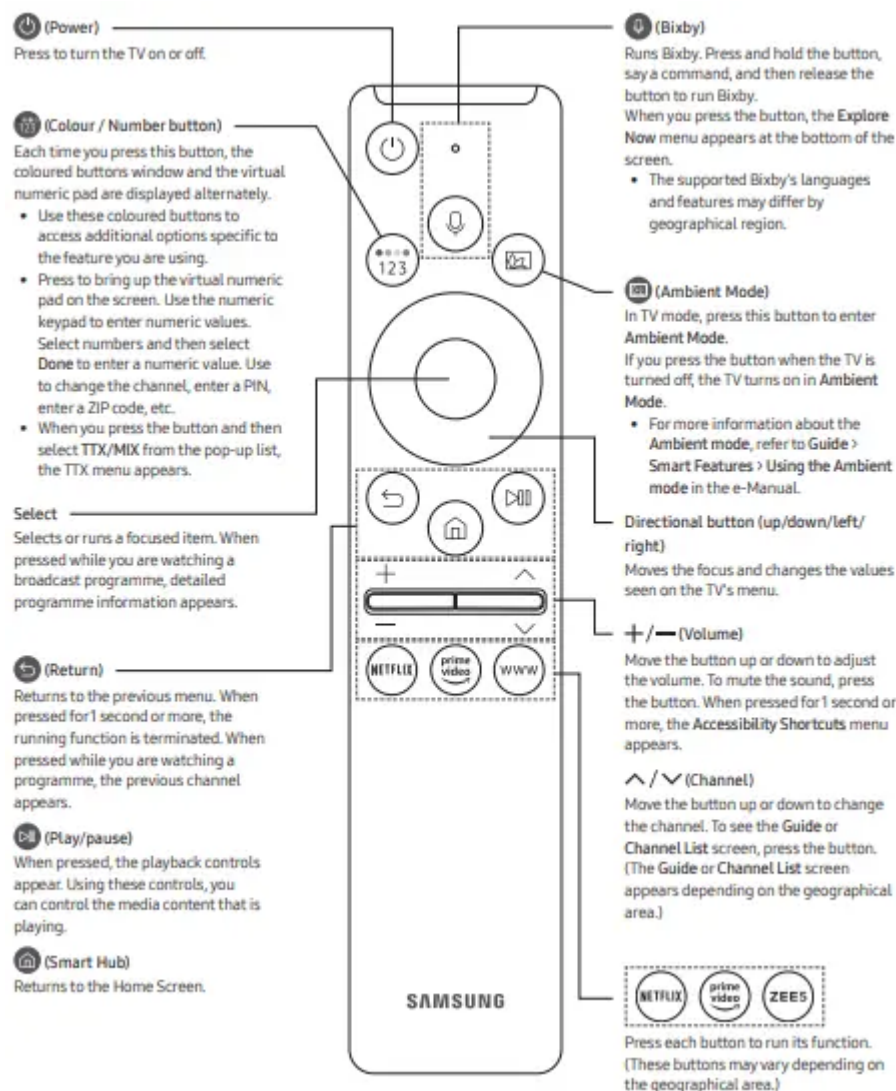 (Power)
Press to turn the TV on or off.
(Colour / Number button)
Each time you press this button, the
coloured buttons window and the virtual
numeric pad are displayed alternately.
• Use these coloured buttons to
access additional options specific to
the feature you are using.
• Press to bring up the virtual numeric
pad on the screen. Use the numeric
keypad to enter numeric values.
Select numbers and then select
Done to enter a numeric value. Use
to change the channel, enter a PIN,
enter a ZIP code, etc.
• When you press the button and then
select TTX/MIX from the pop-up list,
the TTX menu appears.
Select
Selects or runs a focused item. When
pressed while you are watching a
broadcast programme, detailed
programme information appears.
(Return)
Returns to the previous menu. When
pressed for 1 second or more, the
running function is terminated. When
pressed while you are watching a
programme, the previous channel
appears.
(Play/pause)
When pressed, the playback controls
appear. Using these controls, you
can control the media content that is
playing.
(Smart Hub)
Returns to the Home Screen.
123
+
−
NETFLIX
prime
video
WWW
SAMSUNG
(Bixby)
Runs Bixby. Press and hold the button,
say a command, and then release the
button to run Bixby.
When you press the button, the Explore
Now menu appears at the bottom of the
screen.
• The supported Bixby's languages
and features may differ by
geographical region.
(Ambient Mode)
In TV mode, press this button to enter
Ambient Mode.
If you press the button when the TV is
turned off, the TV turns on in Ambient
Mode.
• For more information about the
Ambient mode, refer to Guide >
Smart Features > Using the Ambient
mode in the e-Manual.
Directional button (up/down/left/
right)
Moves the focus and changes the values
seen on the TV's menu.
+/− (Volume)
Move the button up or down to adjust
the volume. To mute the sound, press
the button. When pressed for 1 second or
more, the Accessibility Shortcuts menu
appears.
∧/∨ (Channel)
Move the button up or down to change
the channel. To see the Guide or
Channel List screen, press the button.
(The Guide or Channel List screen
appears depending on the geographical
area.)
NETFLIX
prime
video
ZEE5
Press each button to run its function.
(These buttons may vary depending on
the geographical area.)